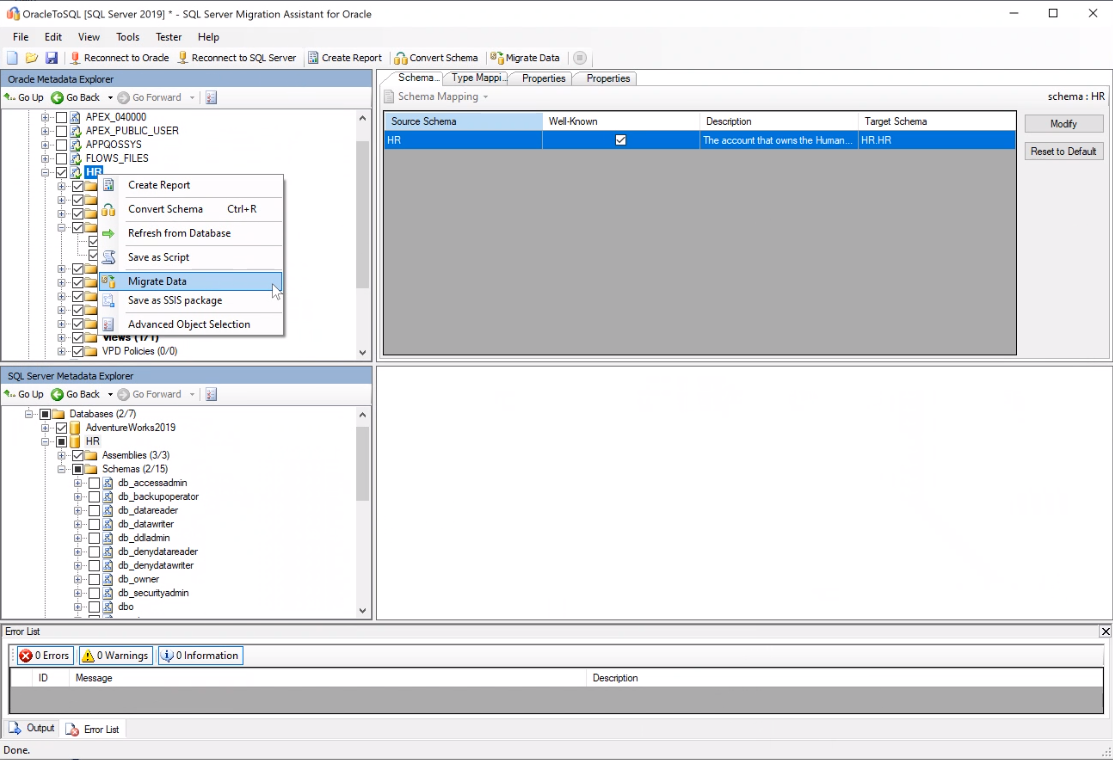 OracleToSQL [SQL Server 2019] * - SQL Server Migration Assistant for Oracle
File Edit View Tools Tester Help
Reconnect to Oracle Reconnect to SQL Server Create Report Convert Schema Migrate Data
Oracle Metadata Explorer
Go Up Go Back Go Forward
APEX_040000
APEX_PUBLIC_USER
APPQOSSYS
FLOWS_FILES
HR
Create Report
Convert Schema Ctrl+R
Refresh from Database
Save as Script
Migrate Data
Save as SSIS package
Advanced Object Selection
Views (1/1)
VPD Policies (0/0)
Schema... Type Mappi... Properties Properties
Schema Mapping schema : HR
Source Schema Well-Known Description Target Schema
HR The account that owns the Human... HR.HR
Modify
Reset to Default
SQL Server Metadata Explorer
Go Up Go Back Go Forward
Databases (2/7)
AdventureWorks2019
HR
Assemblies (3/3)
Schemas (2/15)
db_accessadmin
db_backupoperator
db_datareader
db_datawriter
db_ddladmin
db_denydatareader
db_denydatawriter
db_owner
db_securityadmin
dbo
Error List
0 Errors 0 Warnings 0 Information
ID Message Description
Output Error List
Done.